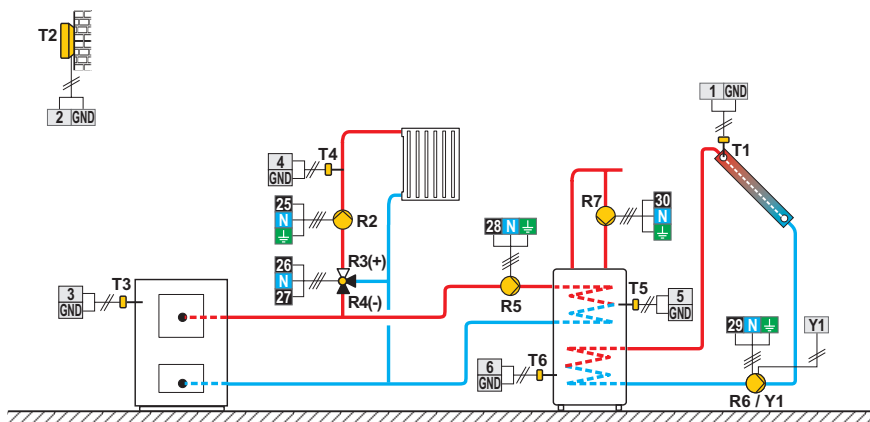 T2
2 GND
1 GND
T1
4
GND
T4
25
N
R2
R7
30
N
28 N
R3(+)
26
N
27
R4(-)
3
GND
T3
R5
T5
5
GND
29 N
Y1
6
GND
T6
R6 / Y1